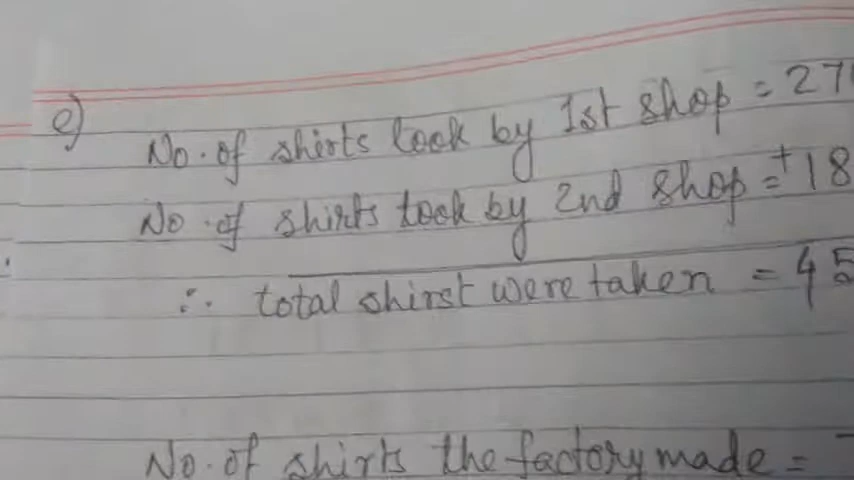 e)
No. of shirts took by 1st shop = 27
No. of shirts took by 2nd shop = + 18
∴ total shirst were taken = 45
No. of shirts the factory made =